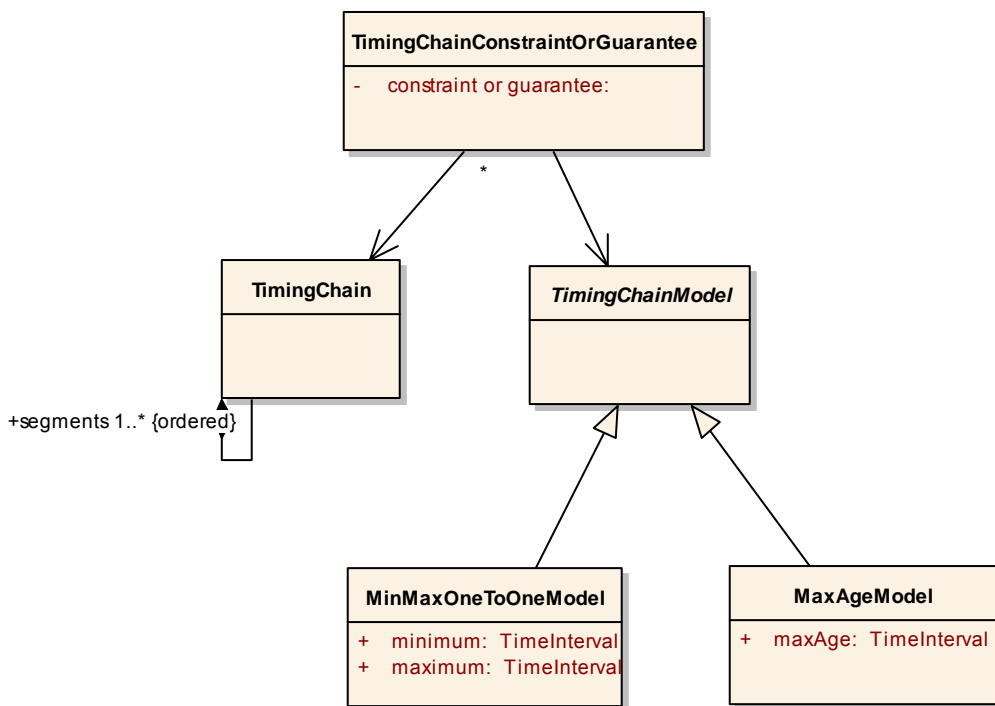 TimingChainConstraintOrGuarantee
- constraint or guarantee:
*
TimingChain
TimingChainModel
+segments 1..* {ordered}
MinMaxOneToOneModel
+ minimum: TimeInterval
+ maximum: TimeInterval
MaxAgeModel
+ maxAge: TimeInterval